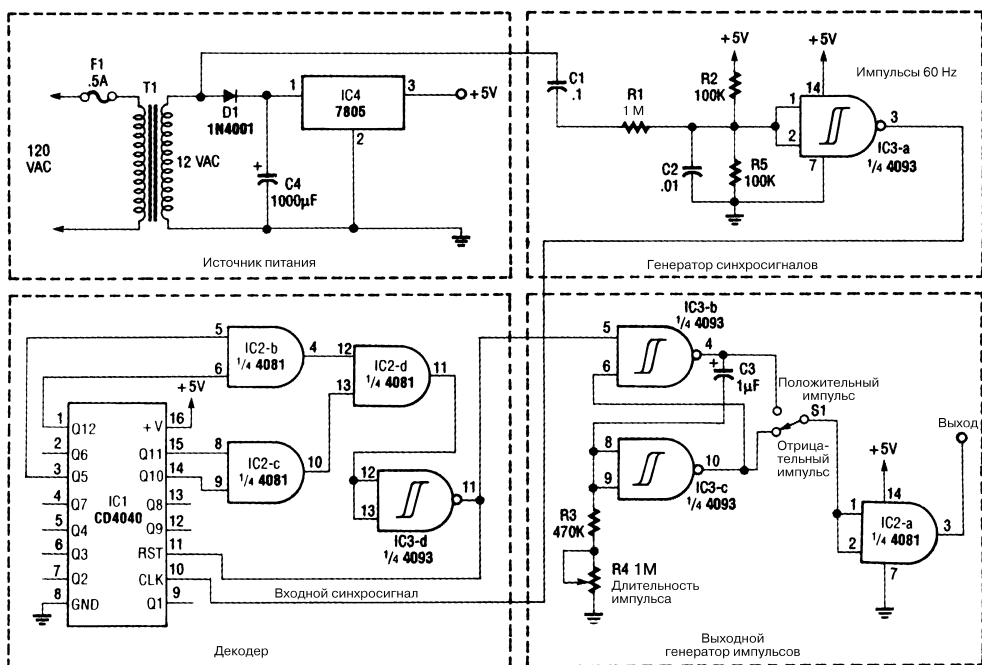 F1
.5A
T1
120
VAC
12 VAC
D1
1N4001
+
C4
1000µF
1
IC4
7805
3
2
+5V
Источник питания
C1
.1
R1
1 M
R2
100K
+5V
+5V
Импульсы 60 Hz
14
1
2
3
7
IC3-a
1/4 4093
C2
.01
R5
100K
Генератор синхросигналов
5
6
IC2-b
1/4 4081
4
12
13
IC2-d
1/4 4081
11
+5V
1
Q12
+V
16
2
Q6
Q11
15
3
Q5
Q10
14
4
Q7
Q8
13
IC1
CD4040
5
Q4
Q9
12
6
Q3
RST
11
7
Q2
CLK
10
8
GND
Q1
9
8
9
IC2-c
1/4 4081
10
12
13
11
IC3-d
1/4 4093
Входной синхросигнал
Декодер
IC3-b
1/4 4093
5
6
4
+
C3
1µF
Положительный
импульс
S1
Отрица-
тельный
импульс
8
9
10
IC3-c
1/4 4093
R3
470K
R4 1M
Длительность
импульса
+5V
Выход
14
1
2
IC2-a
1/4 4081
3
7
Выходной
генератор импульсов